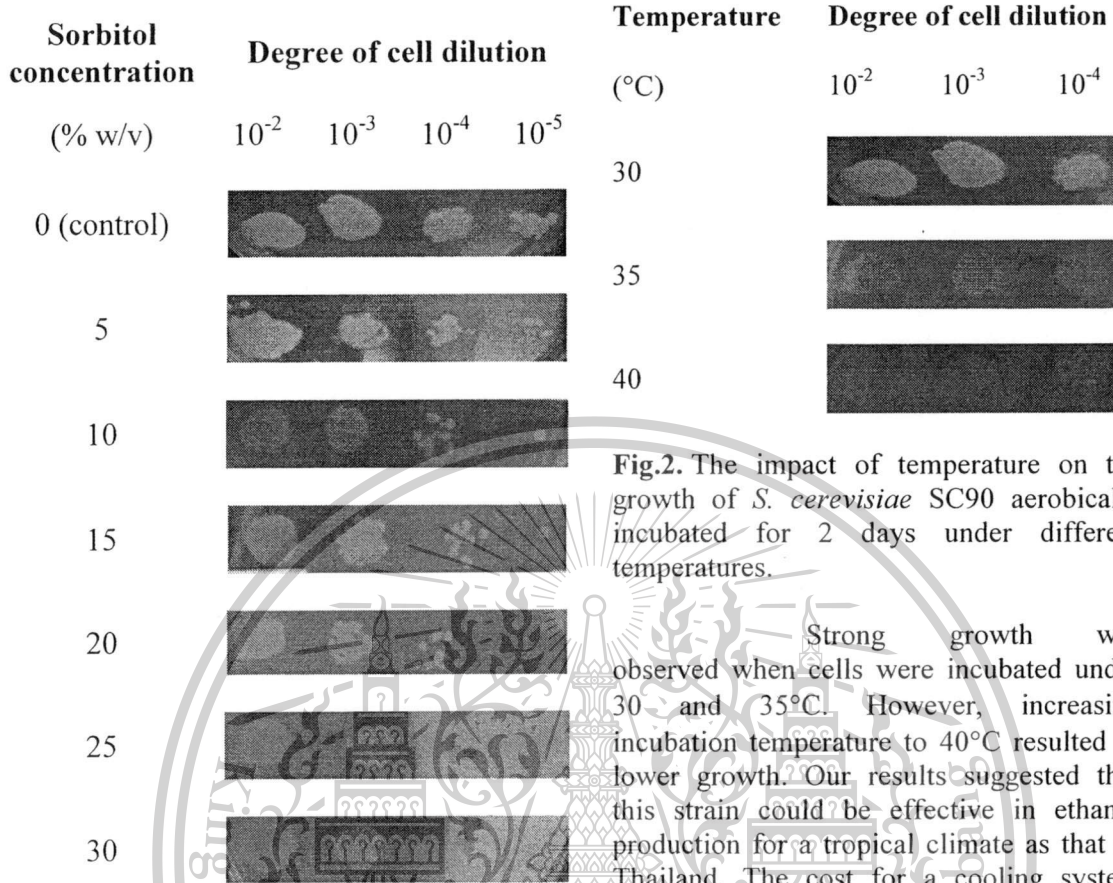 Sorbitol
concentration
Degree of cell dilution
(% w/v) 10⁻² 10⁻³ 10⁻⁴ 10⁻⁵
0 (control)
5
10
15
20
25
30
Temperature Degree of cell dilution
(°C) 10⁻² 10⁻³ 10⁻⁴
30
35
40
Fig.2. The impact of temperature on t
growth of S. cerevisiae SC90 aerobical
incubated for 2 days under differe
temperatures.
Strong growth w
observed when cells were incubated und
30 and 35°C. However, increasi
incubation temperature to 40°C resulted
lower growth. Our results suggested th
this strain could be effective in ethan
production for a tropical climate as that
Thailand. The cost for a cooling syste